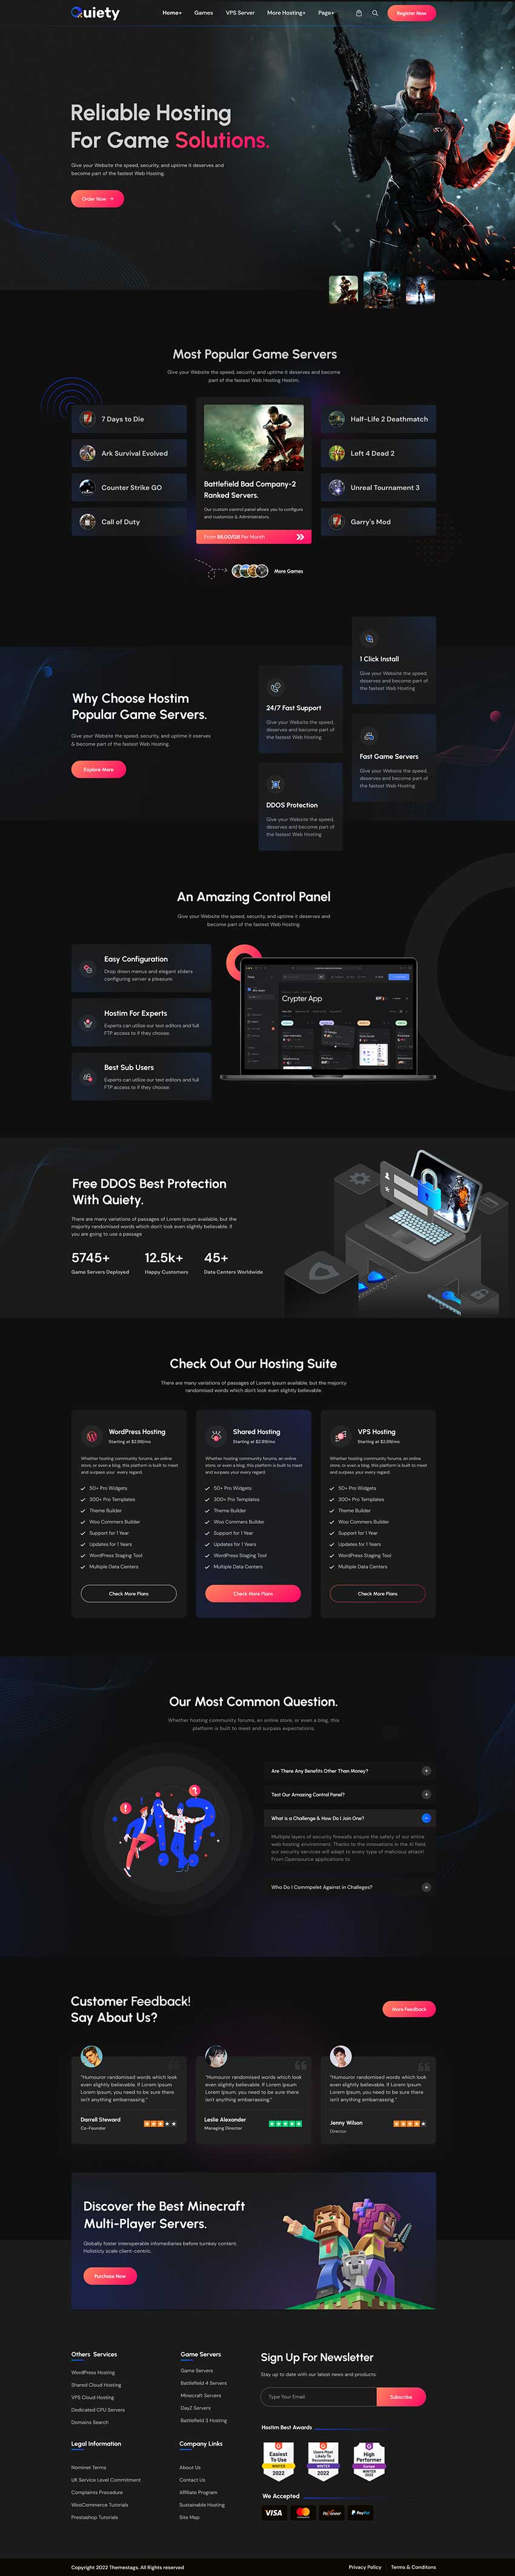 Quiety
Home+ Games VPS Server More Hosting+ Page+ Register Now
Reliable Hosting
For Game Solutions.
Give your Website the speed, security, and uptime it deserves and
become part of the fastest Web Hosting.
Order Now
Most Popular Game Servers
Give your Website the speed, security, and uptime it deserves and become
part of the fastest Web Hosting Hostim.
7 Days to Die
Ark Survival Evolved
Counter Strike GO
Call of Duty
Battlefield Bad Company-2
Ranked Servers.
Our custom control panel allows you to configure
and customize & Administrators.
From $6.00/GB Per Month
Half-Life 2 Deathmatch
Left 4 Dead 2
Unreal Tournament 3
Garry's Mod
More Games
Why Choose Hostim
Popular Game Servers.
Give your Website the speed, security, and uptime it eserves
& become part of the fastest Web Hosting.
Explore More
24/7 Fast Support
Give your Website the speed,
deserves and become part of
the fastest Web Hosting
DDOS Protection
Give your Website the speed,
deserves and become part of
the fastest Web Hosting
1 Click Install
Give your Website the speed,
deserves and become part of
the fastest Web Hosting
Fast Game Servers
Give your Website the speed,
deserves and become part of
the fastest Web Hosting
An Amazing Control Panel
Give your Website the speed, security, and uptime it deserves and
become part of the fastest Web Hosting.
Easy Configuration
Drop down menus and elegant sliders
configuring server a pleasure.
Hostim For Experts
Experts can utilize our text editors and full
FTP access to if they choose.
Best Sub Users
Experts can utilize our text editors and full
FTP access to if they choose.
Crypter App
Free DDOS Best Protection
With Quiety.
There are many variations of passages of Lorem Ipsum available, but the
majority randomised words which don't look even slightly believable. If
you are going to use a passage
5745+ 12.5k+ 45+
Game Servers Deployed Happy Customers Data Centers Worldwide
Check Out Our Hosting Suite
There are many variations of passages of Lorem Ipsum available, but the majority
randomised words which don't look even slightly believable.
WordPress Hosting
Starting at $2.99/mo
Whether hosting community forums, an online
store, or even a blog, this platform is built to meet
and surpass your every regard.
50+ Pro Widgets
300+ Pro Templates
Theme Builder
Woo Commers Builder
Support for 1 Year
Updates for 1 Years
WordPress Staging Tool
Multiple Data Centers
Check More Plans
Shared Hosting
Starting at $2.99/mo
Whether hosting community forums, an online
store, or even a blog, this platform is built to meet
and surpass your every regard.
50+ Pro Widgets
300+ Pro Templates
Theme Builder
Woo Commers Builder
Support for 1 Year
Updates for 1 Years
WordPress Staging Tool
Multiple Data Centers
Check More Plans
VPS Hosting
Starting at $2.99/mo
Whether hosting community forums, an online
store, or even a blog, this platform is built to meet
and surpass your every regard.
50+ Pro Widgets
300+ Pro Templates
Theme Builder
Woo Commers Builder
Support for 1 Year
Updates for 1 Years
WordPress Staging Tool
Multiple Data Centers
Check More Plans
Our Most Common Question.
Whether hosting community forums, an online store, or even a blog, this
platform is built to meet and surpass expectations.
Are There Any Benefits Other Than Money?
Test Our Amazing Control Panel?
What is a Challenge & How Do I Join One?
Multiple layers of security firewalls ensure the safety of our entire
web hosting environment. Thanks to the innovations in the AI field,
our security services will adapt to every type of malicious attack!
From Opensource applications to
Who Do I Commpelet Against in Challeges?
Customer Feedback!
Say About Us?
More Feedback
"Humour randomised words which look
even slightly believable. If Lorem Ipsum
Lorem Ipsum, you need to be sure there
isn't anything embarrassing."
Darrell Steward
Co-Founder
"Humour randomised words which look
even slightly believable. If Lorem Ipsum
Lorem Ipsum, you need to be sure there
isn't anything embarrassing."
Leslie Alexander
Managing Director
"Humour randomised words which look
even slightly believable. If Lorem Ipsum
Lorem Ipsum, you need to be sure there
isn't anything embarrassing."
Jenny Wilson
Director
Discover the Best Minecraft
Multi-Player Servers.
Globally foster interoperable infomediaries before turnkey content.
Holisticly scale client-centric.
Purchase Now
Others Services
WordPress Hosting
Shared Cloud Hosting
VPS Cloud Hosting
Dedicated CPU Servers
Domains Search
Game Servers
Game Servers
Battlefield 4 Servers
Minecraft Servers
DayZ Servers
Battlefield 3 Hosting
Legal Information
Nominet Terms
UK Service Level Commitment
Complaints Procedure
WooCommerce Tutorials
Prestashop Tutorials
Company Links
About Us
Contact Us
Affiliate Program
Sustainable Hosting
Site Map
Sign Up For Newsletter
Stay up to date with our latest news and products.
Type Your Email Subscribe
Hostim Best Awards
Easiest
To Use
WINTER
2022
Users Most
Likely To
Recommend
WINTER
2022
High
Performer
Europe
WINTER
2022
We Accepted
VISA mastercard Payoneer PayPal
Copyright 2022 Themestags. All Rights reserved
Privacy Policy Terms & Conditons